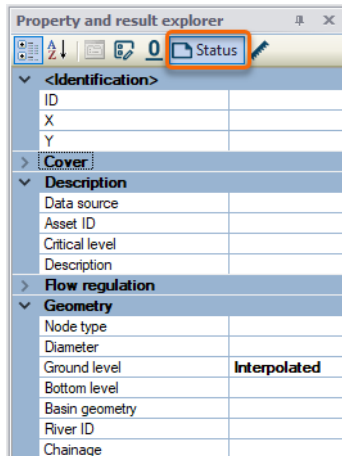 Property and result explorer
A Z 0 Status
<Identification>
ID
X
Y
Cover
Description
Data source
Asset ID
Critical level
Description
Flow regulation
Geometry
Node type
Diameter
Ground level Interpolated
Bottom level
Basin geometry
River ID
Chainage